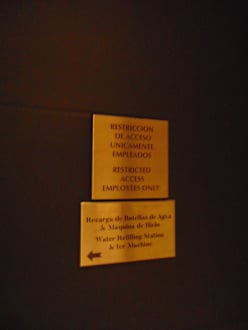 RESTRICCION
DE ACCESO
UNICAMENTE
EMPLEADOS
RESTRICTED
ACCESS
EMPLOYEES ONLY
Recarga de Botellas de Agua
& Maquina de Hielo
Water Refilling Station
& Ice Machine